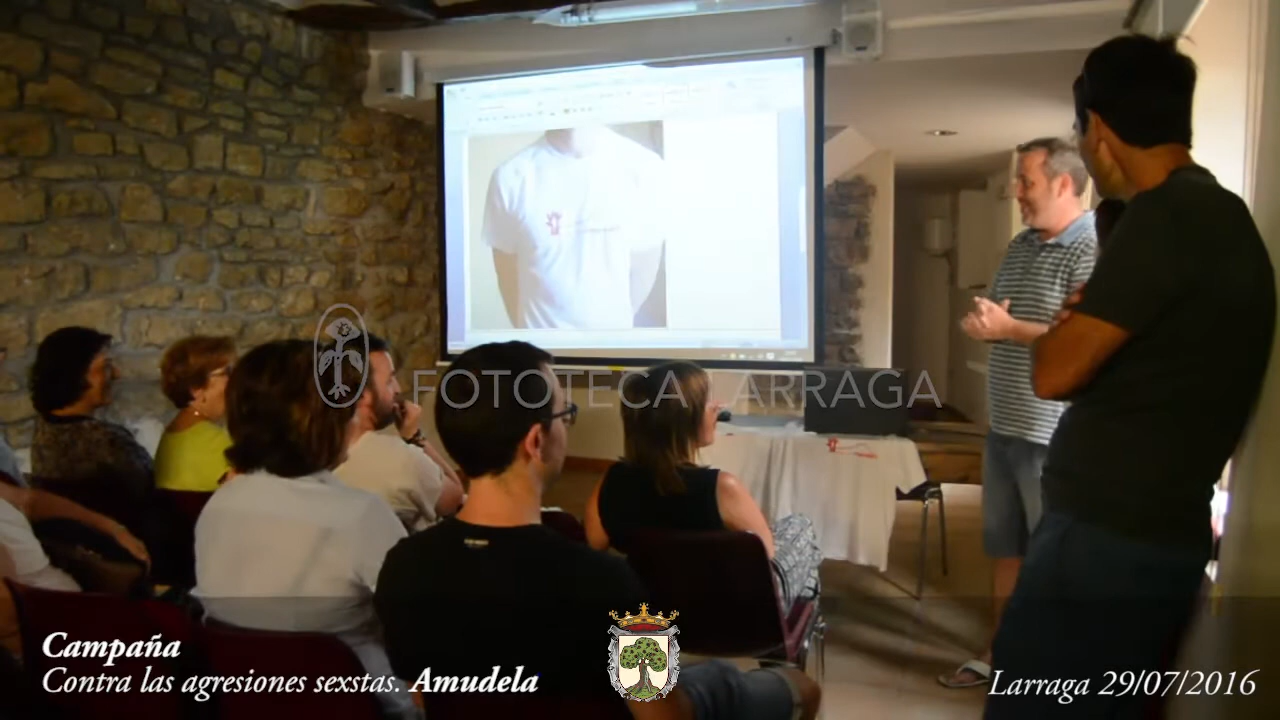 FOTOTECA LARRAGA
Campaña
Contra las agresiones sexstas. Amudela
Larraga 29/07/2016